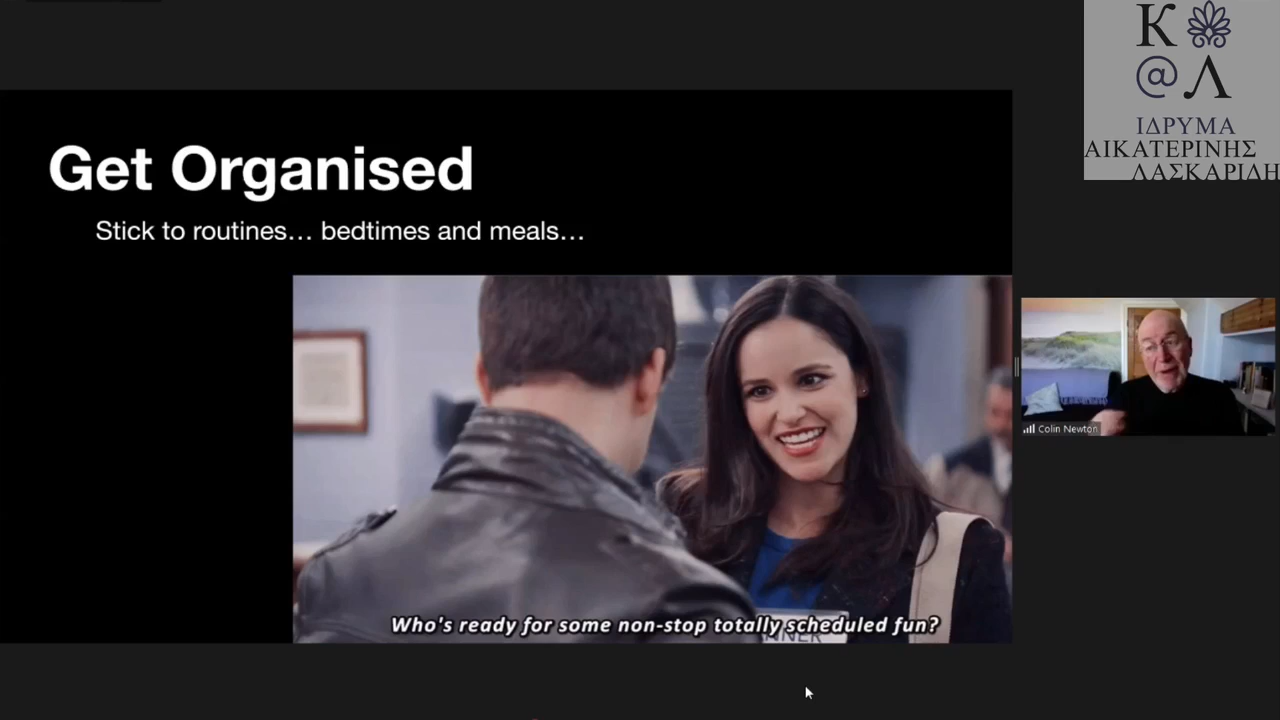 Get Organised
Stick to routines… bedtimes and meals…
Who's ready for some non-stop totally scheduled fun?
Κ
@Λ
ΙΔΡΥΜΑ
ΑΙΚΑΤΕΡΙΝΗΣ
ΛΑΣΚΑΡΙΔΗ
Colin Newton